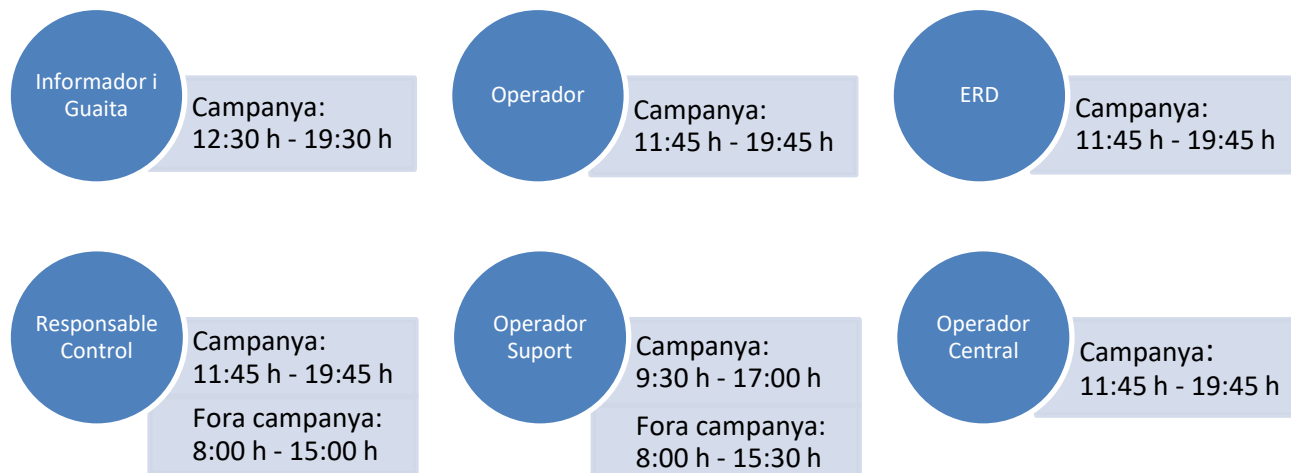 Informador i
Guaita
Campanya:
12:30 h - 19:30 h
Operador
Campanya:
11:45 h - 19:45 h
ERD
Campanya:
11:45 h - 19:45 h
Responsable
Control
Campanya:
11:45 h - 19:45 h
Fora campanya:
8:00 h - 15:00 h
Operador
Suport
Campanya:
9:30 h - 17:00 h
Fora campanya:
8:00 h - 15:30 h
Operador
Central
Campanya:
11:45 h - 19:45 h